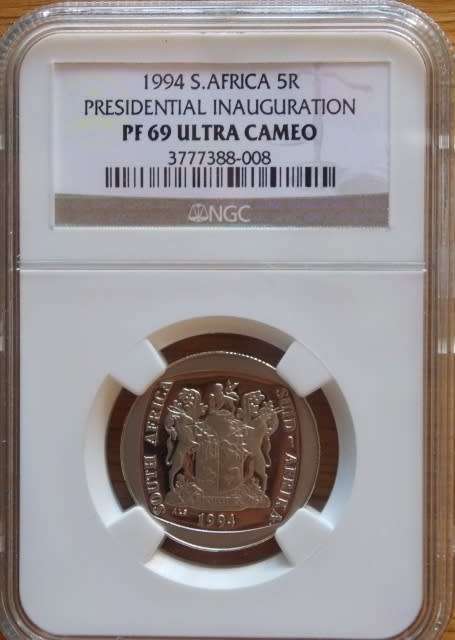 1994 S.AFRICA 5R
PRESIDENTIAL INAUGURATION
PF 69 ULTRA CAMEO
3777388-008
NGC
SOUTH AFRICA
SUID-AFRIKA
1994